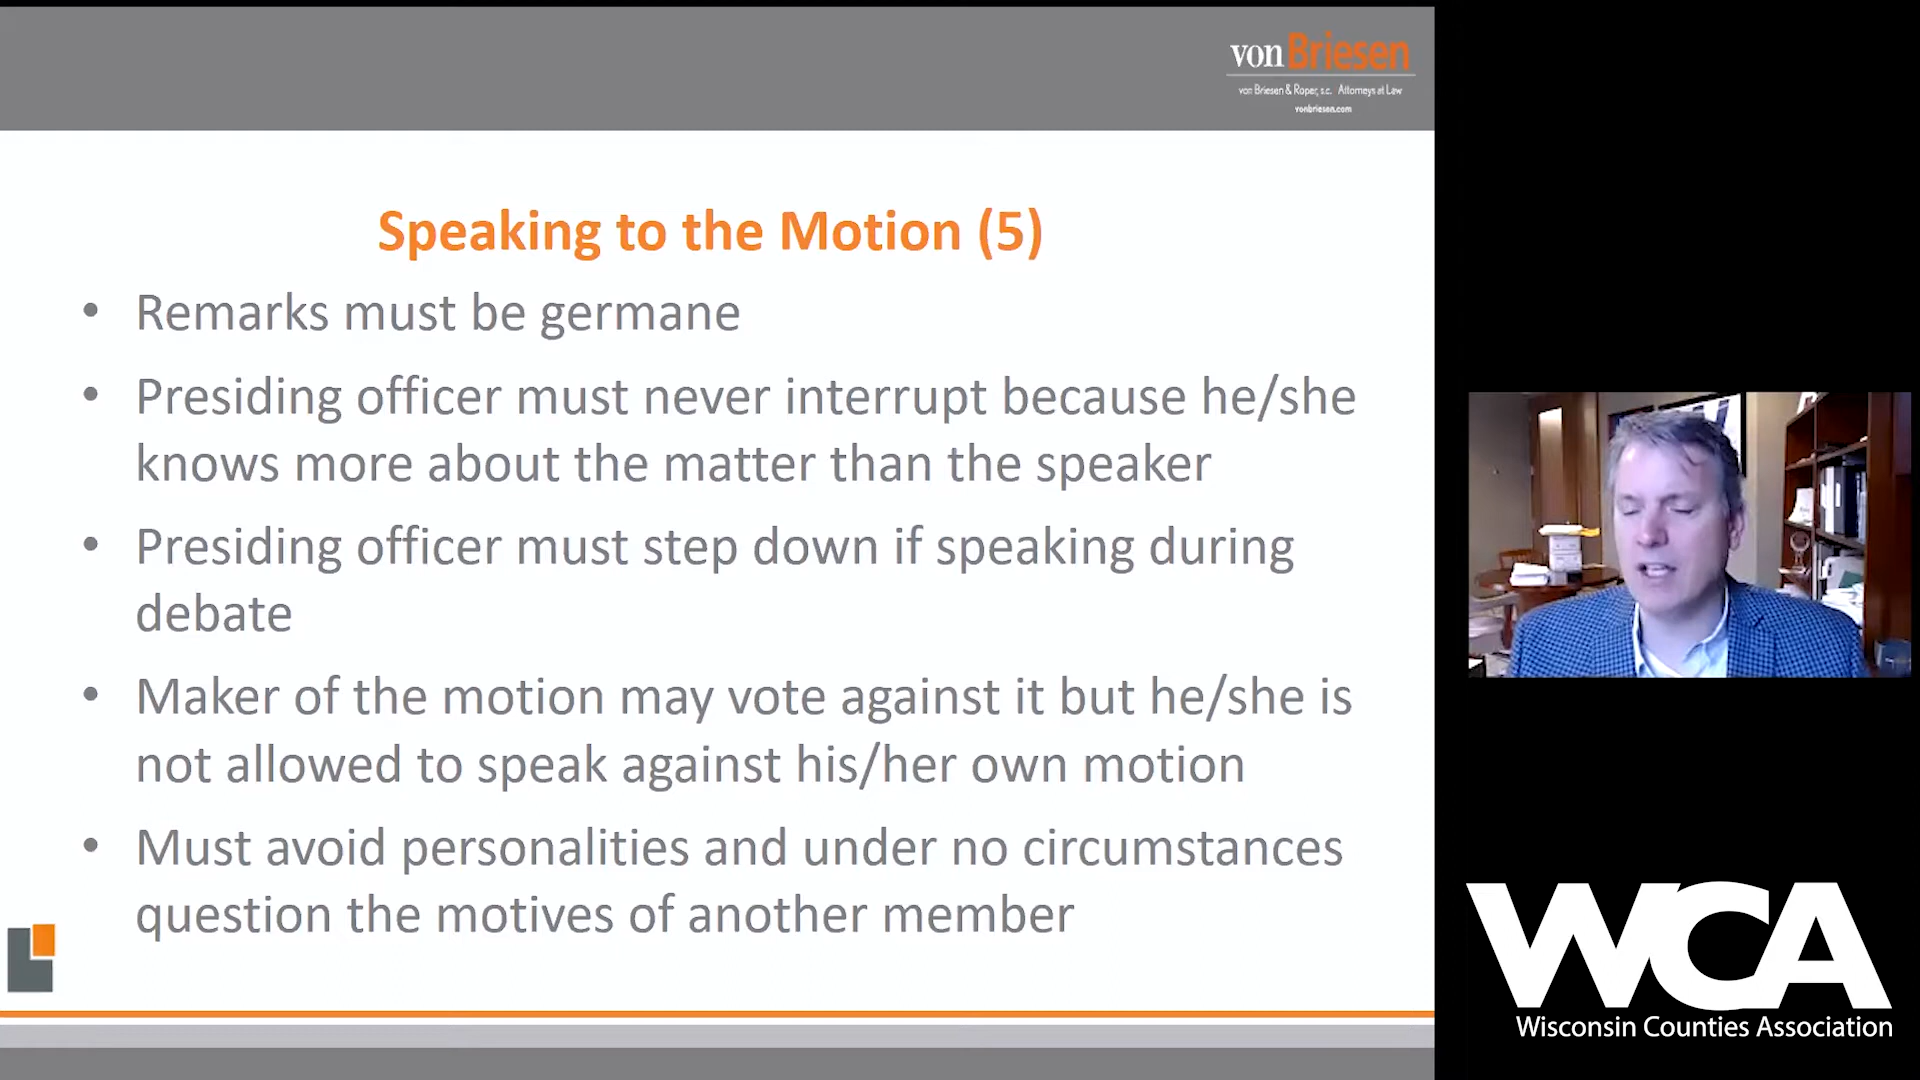 von Briesen
von Briesen & Roper, s.c. Attorneys at Law
vonbriesen.com
Speaking to the Motion (5)
• Remarks must be germane
• Presiding officer must never interrupt because he/she
knows more about the matter than the speaker
• Presiding officer must step down if speaking during
debate
• Maker of the motion may vote against it but he/she is
not allowed to speak against his/her own motion
• Must avoid personalities and under no circumstances
question the motives of another member
WCA
Wisconsin Counties Association